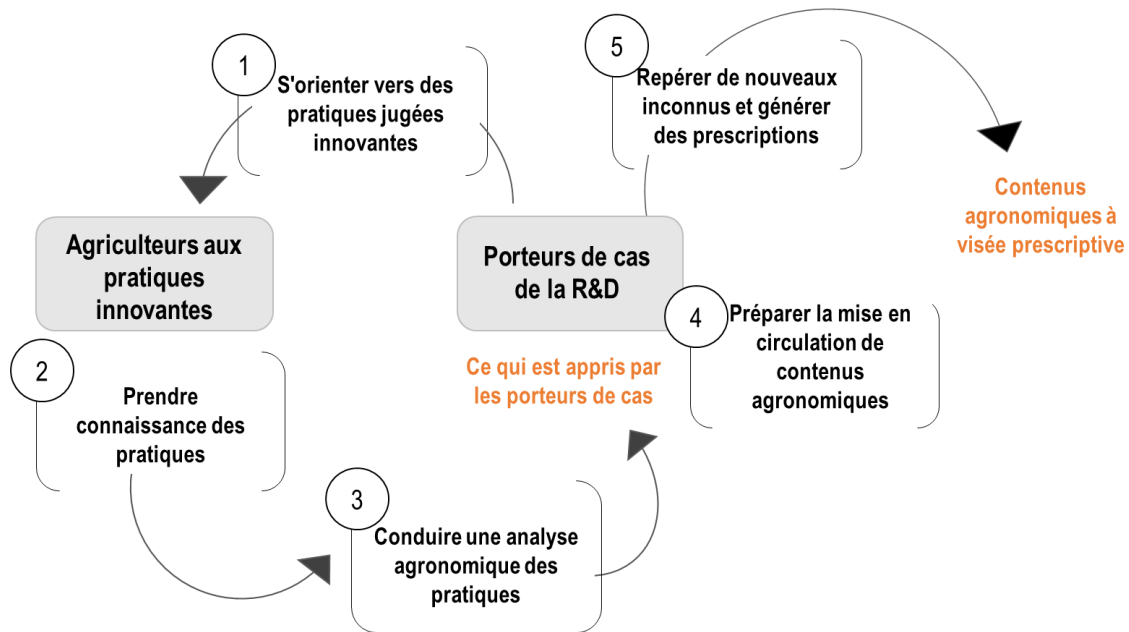 1
S'orienter vers des
pratiques jugées
innovantes
5
Repérer de nouveaux
inconnus et générer
des prescriptions
Contenus
agronomiques à
visée prescriptive
Agriculteurs aux
pratiques
innovantes
Porteurs de cas
de la R&D
2
Prendre
connaissance des
pratiques
Ce qui est appris par
les porteurs de cas
4
Préparer la mise en
circulation de
contenus
agronomiques
3
Conduire une analyse
agronomique des
pratiques